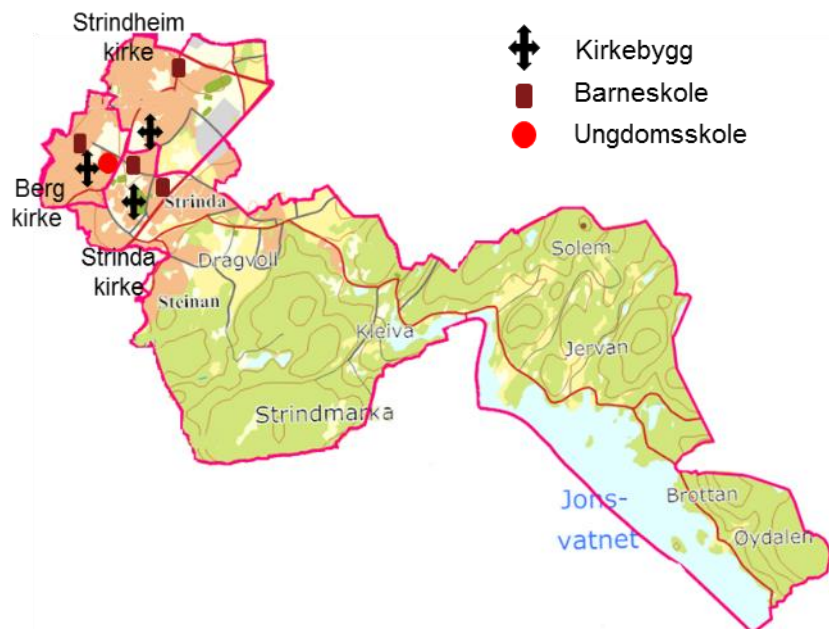 Strindheim
kirke
Kirkebygg
Barneskole
Ungdomsskole
Berg
kirke
Strinda
Strinda
kirke
Dragvoll
Steinan
Solem
Kleiva
Jervan
Strindmarka
Brottan
Jons-
vatnet
Øydalen